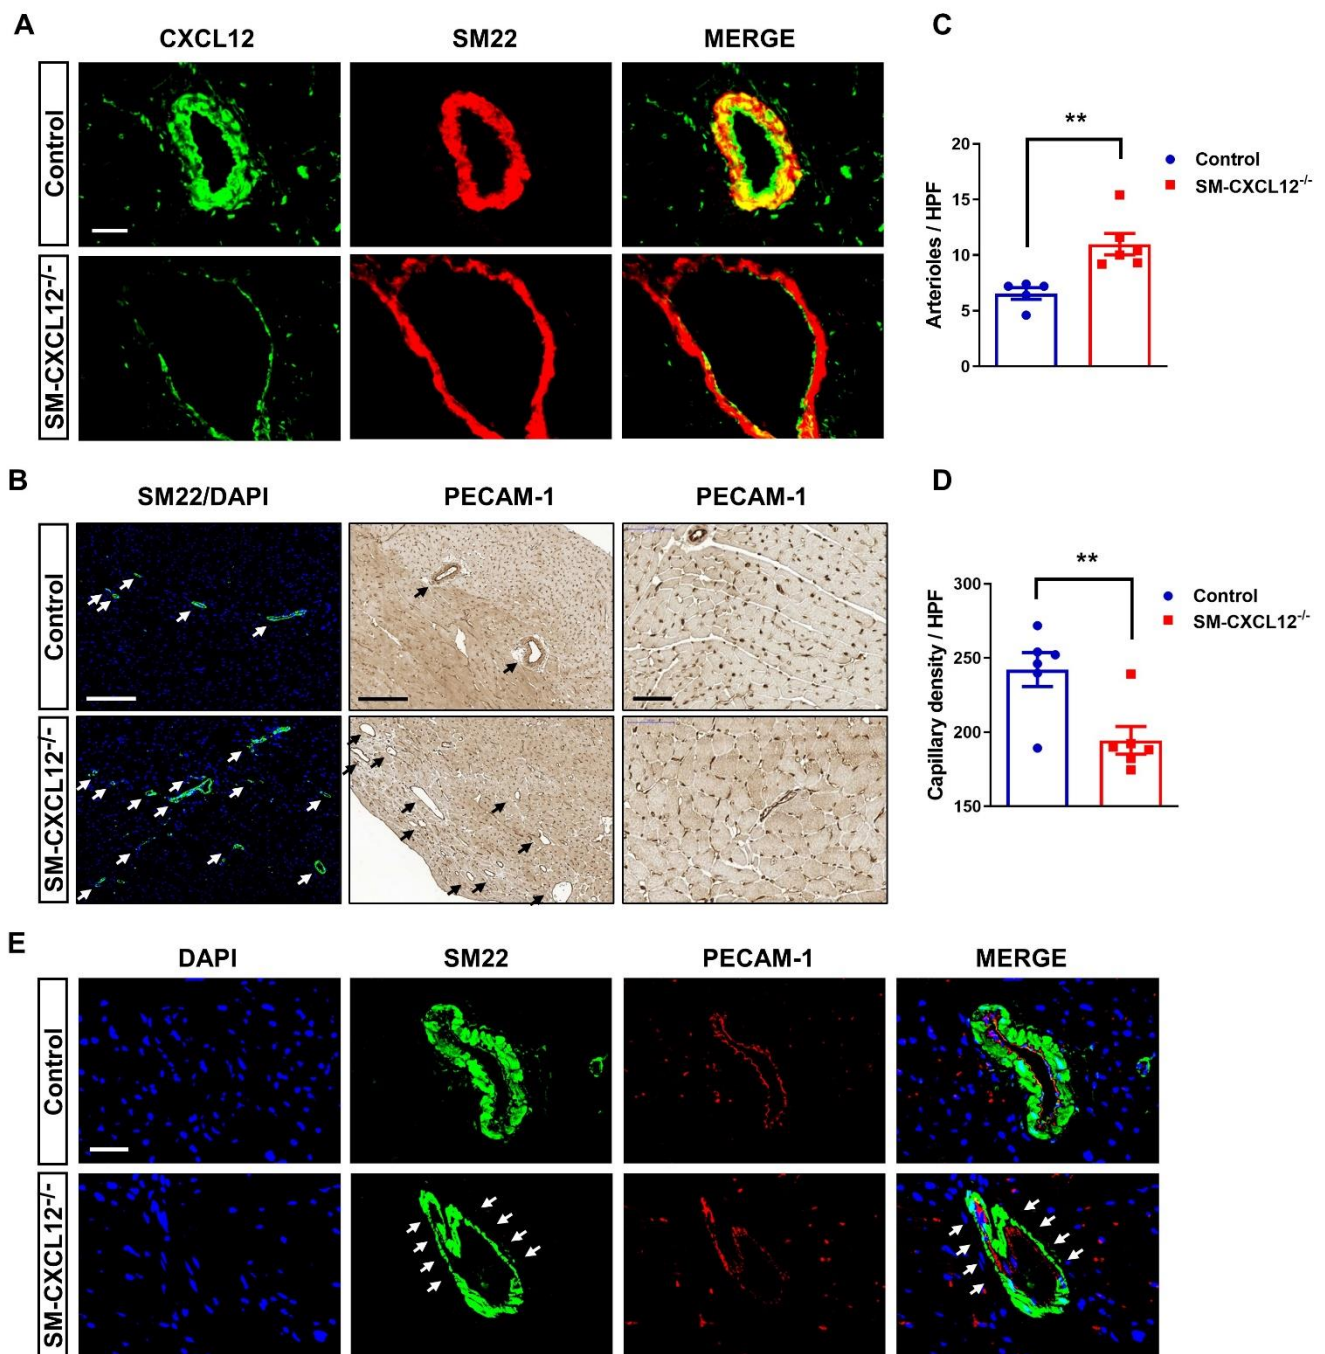 A
CXCL12
SM22
MERGE
Control
SM-CXCL12-/-
C
**
20
15
10
5
0
Arterioles / HPF
Control
SM-CXCL12-/-
B
SM22/DAPI
PECAM-1
PECAM-1
Control
SM-CXCL12-/-
D
**
300
250
200
150
Capillary density / HPF
Control
SM-CXCL12-/-
E
DAPI
SM22
PECAM-1
MERGE
Control
SM-CXCL12-/-